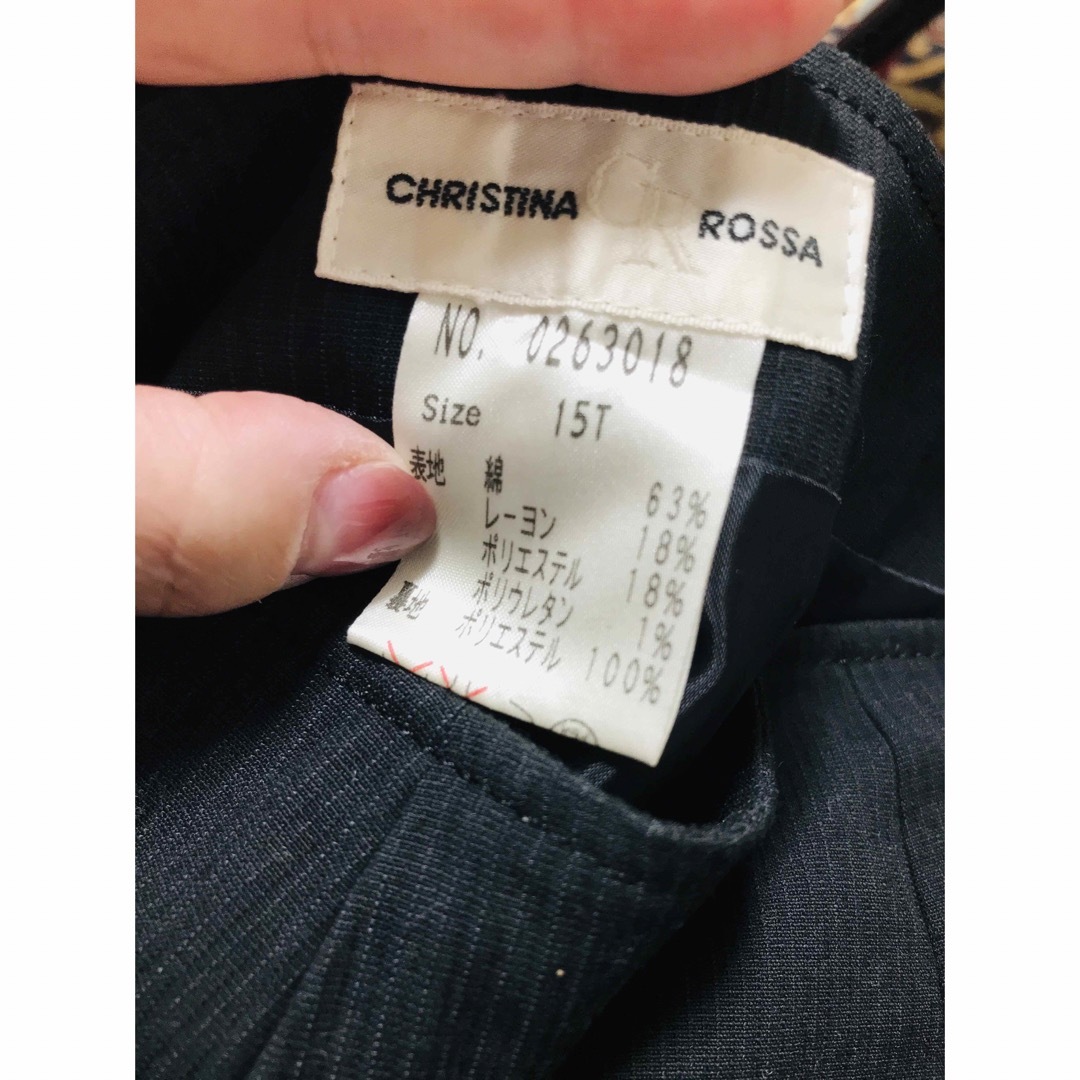 CHRISTINA CR ROSSA
NO. 0263018
Size 15T
表地 綿 63%
レーヨン 18%
ポリエステル 18%
ポリウレタン 1%
裏地 ポリエステル 100%